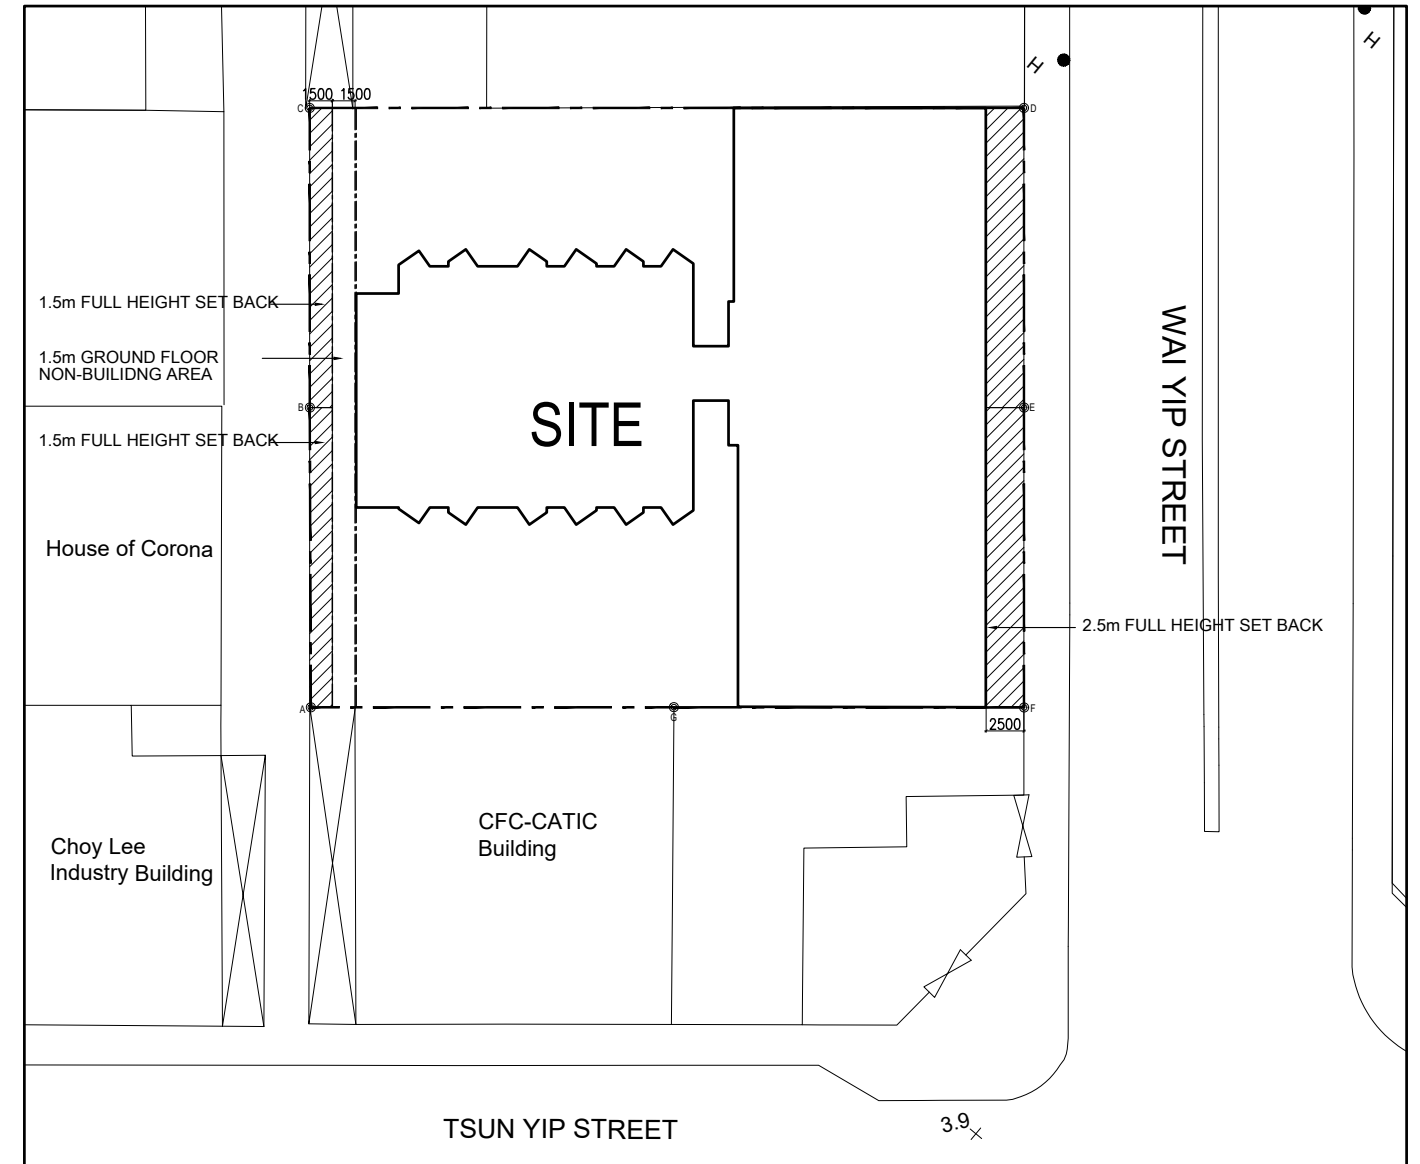 H
H
1500 1500
C
D
1.5m FULL HEIGHT SET BACK
1.5m GROUND FLOOR
NON-BUILIDNG AREA
B
E
1.5m FULL HEIGHT SET BACK
SITE
WAI YIP STREET
House of Corona
2.5m FULL HEIGHT SET BACK
A
G
F
2500
CFC-CATIC
Building
Choy Lee
Industry Building
TSUN YIP STREET
3.9